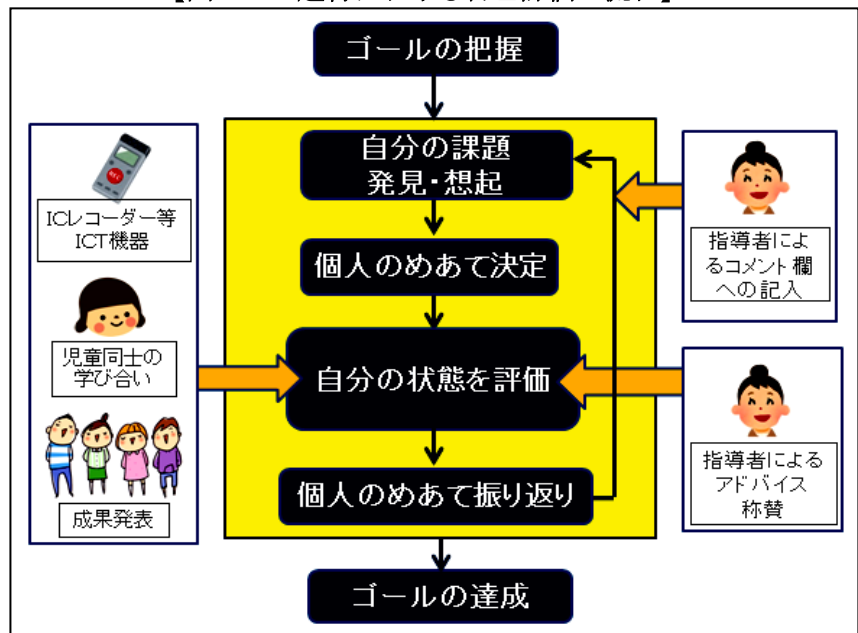 ゴールの把握
自分の課題
発見・想起
個人のめあて決定
自分の状態を評価
個人のめあて振り返り
ゴールの達成
REC
ICレコーダー等
ICT機器
児童同士の
学び合い
成果発表
指導者によ
るコメント欄
への記入
指導者による
アドバイス
称賛